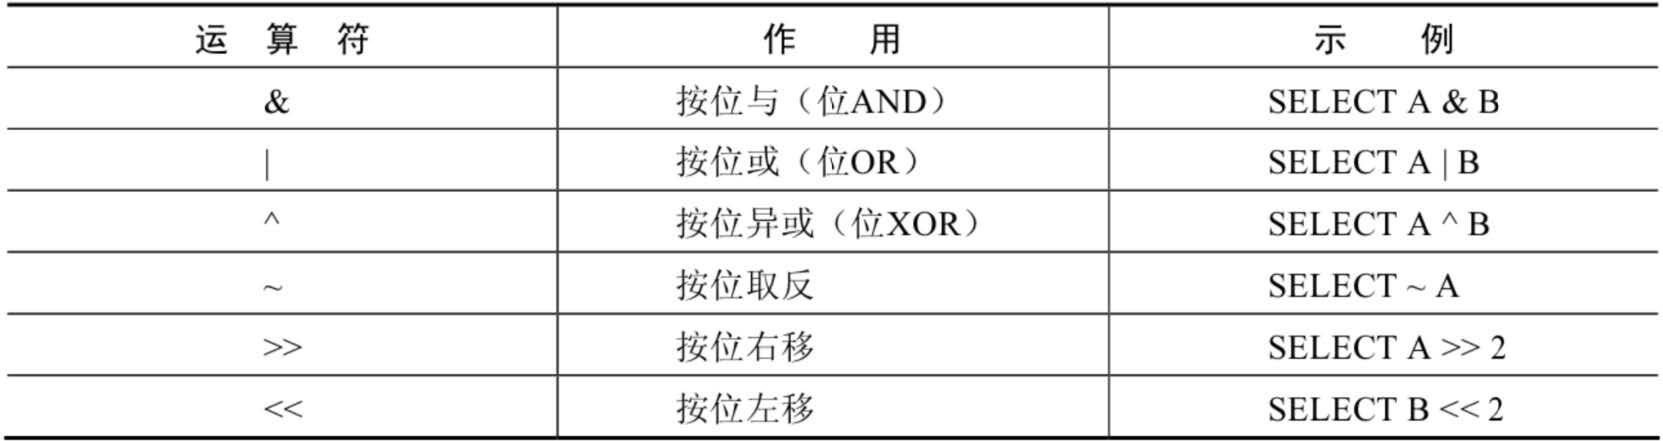 运 算 符 作 用 示 例
& 按位与（位AND） SELECT A & B
| 按位或（位OR） SELECT A | B
^ 按位异或（位XOR） SELECT A ^ B
~ 按位取反 SELECT ~ A
>> 按位右移 SELECT A >> 2
<< 按位左移 SELECT B << 2